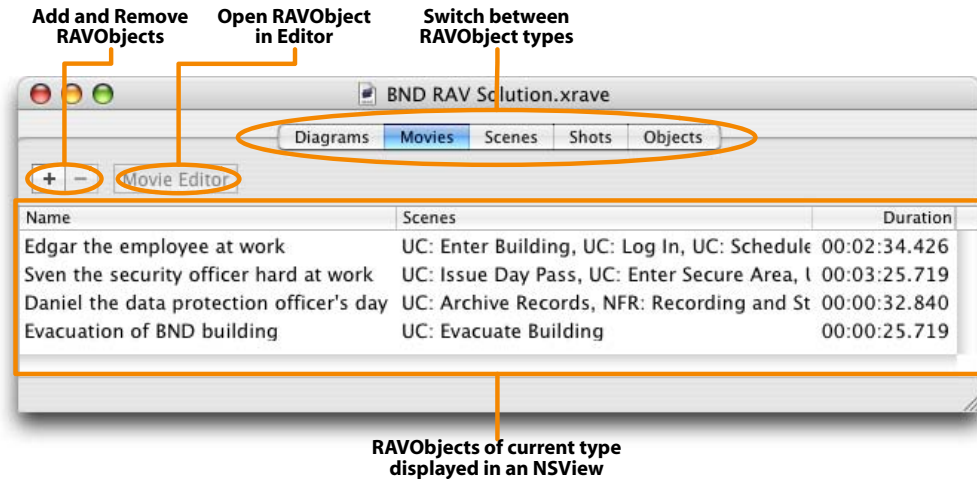 Add and Remove
RAVObjects
Open RAVObject
in Editor
Switch between
RAVObject types
BND RAV Solution.xrave
Diagrams Movies Scenes Shots Objects
+ − Movie Editor
Name Scenes Duration
Edgar the employee at work UC: Enter Building, UC: Log In, UC: Schedule 00:02:34.426
Sven the security officer hard at work UC: Issue Day Pass, UC: Enter Secure Area, 00:03:25.719
Daniel the data protection officer's day UC: Archive Records, NFR: Recording and St 00:00:32.840
Evacuation of BND building UC: Evacuate Building 00:00:25.719
RAVObjects of current type
displayed in an NSView